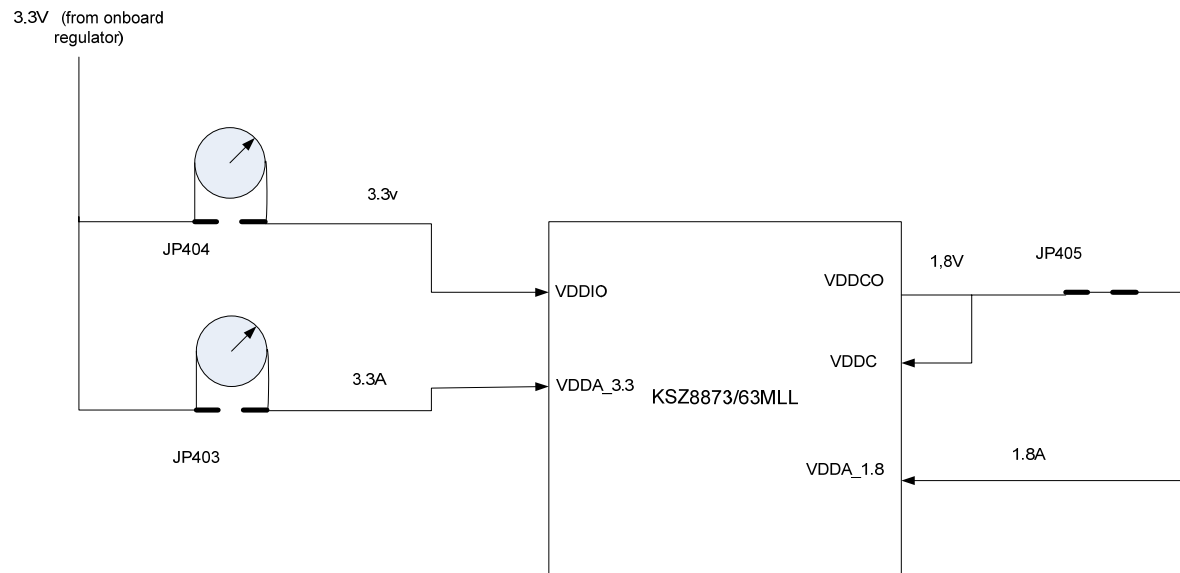 3.3V (from onboard
regulator)
3.3v
JP404
1,8V
JP405
VDDIO
VDDCO
VDDC
3.3A
VDDA_3.3
KSZ8873/63MLL
JP403
VDDA_1.8
1.8A